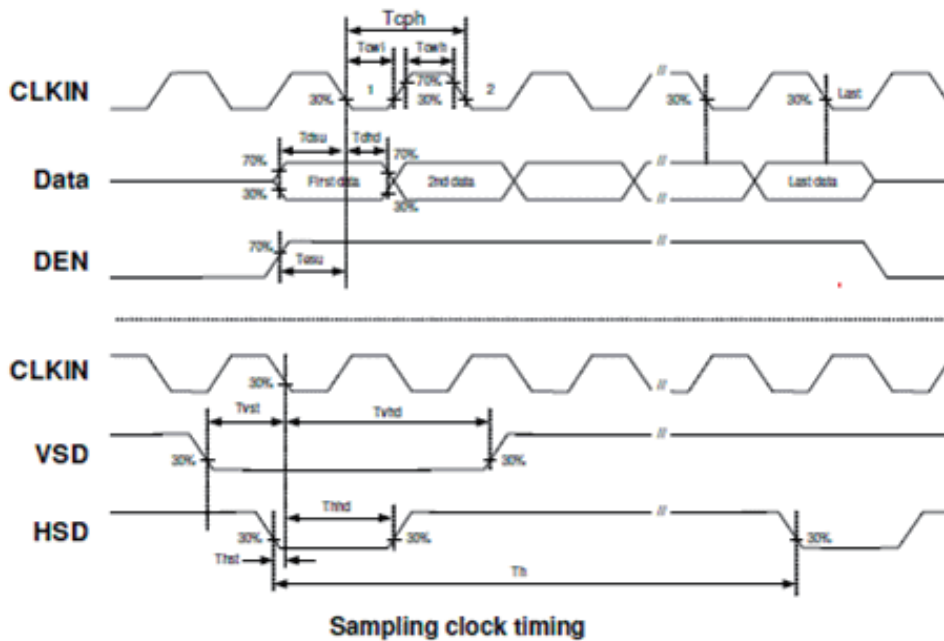 Tcph
Tcwl Tcwh
CLKIN 30% 1 70% 30% 2 // 30% 30% Last
Tdsu Tdhd
70% 70% //
Data First data 2nd data Last data
30% 30% //
70% //
DEN Tesu
CLKIN 30% //
Tvst Tvhd
VSD 30% 30% //
Thhd
HSD 30% 30% // 30%
Thst
Th
Sampling clock timing